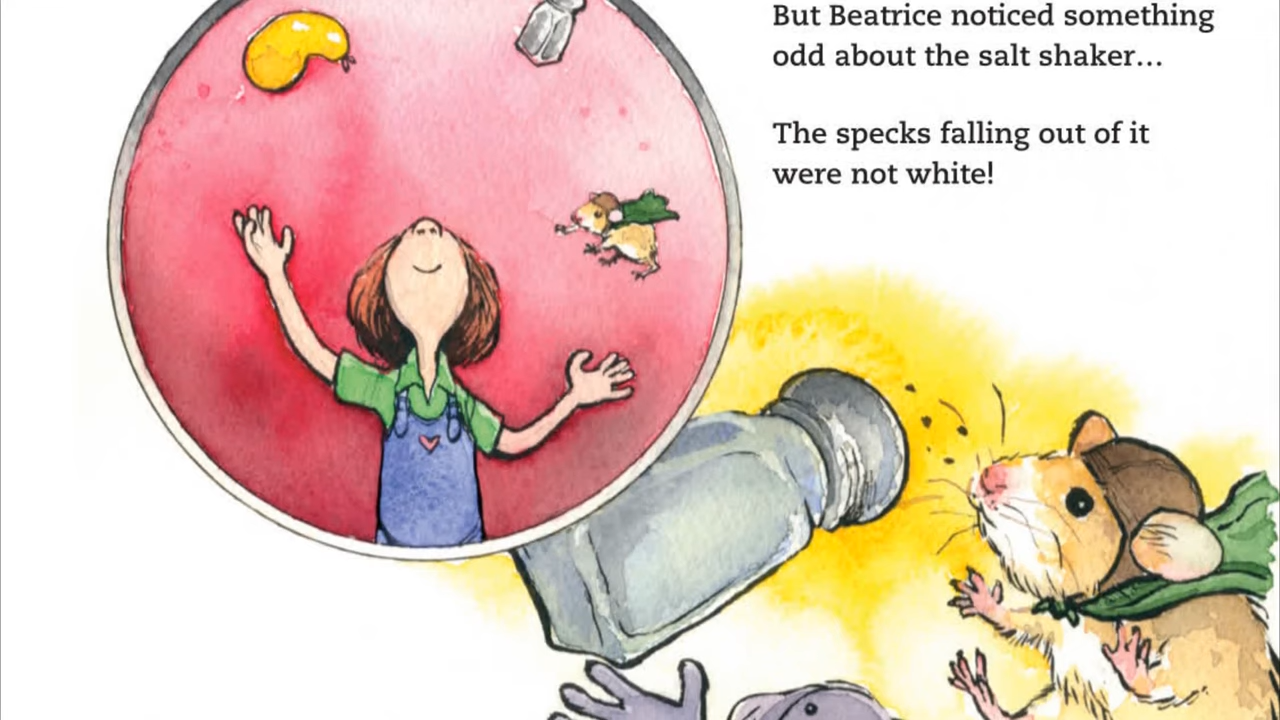 But Beatrice noticed something
odd about the salt shaker...
The specks falling out of it
were not white!